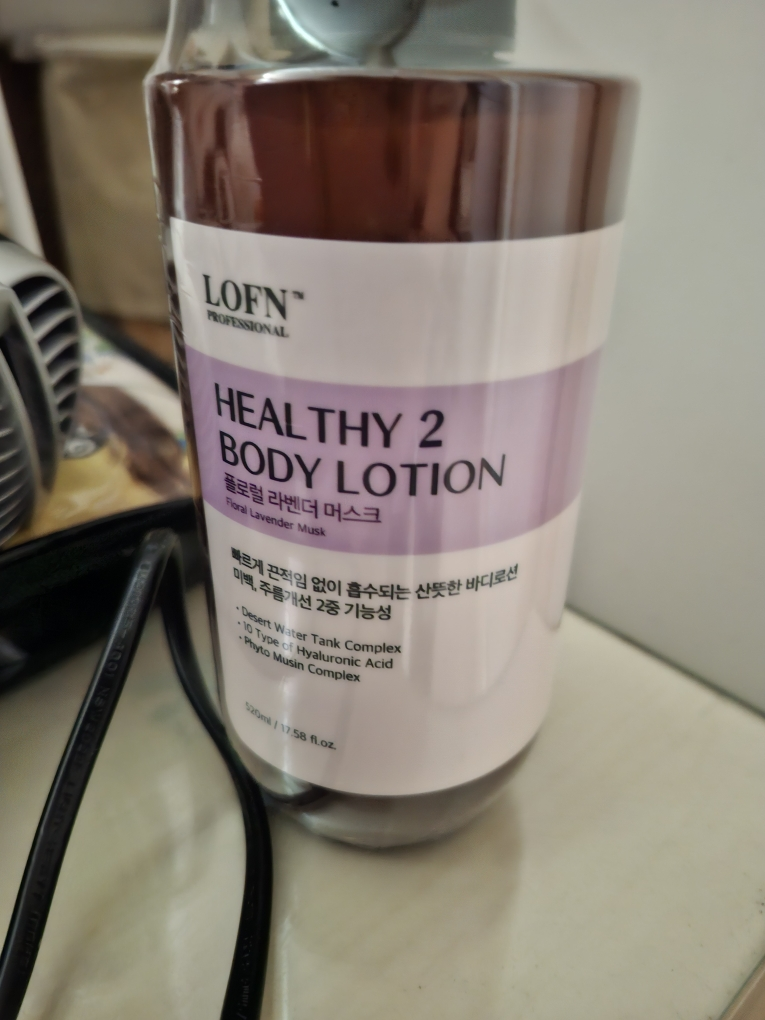 LOFN™
PROFESSIONAL
HEALTHY 2
BODY LOTION
플로럴 라벤더 머스크
Floral Lavender Musk
빠르게 끈적임 없이 흡수되는 산뜻한 바디로션
미백, 주름개선 2중 기능성
• Desert Water Tank Complex
• 10 Type of Hyaluronic Acid
• Phyto Musin Complex
520ml / 17.58 fl.oz.